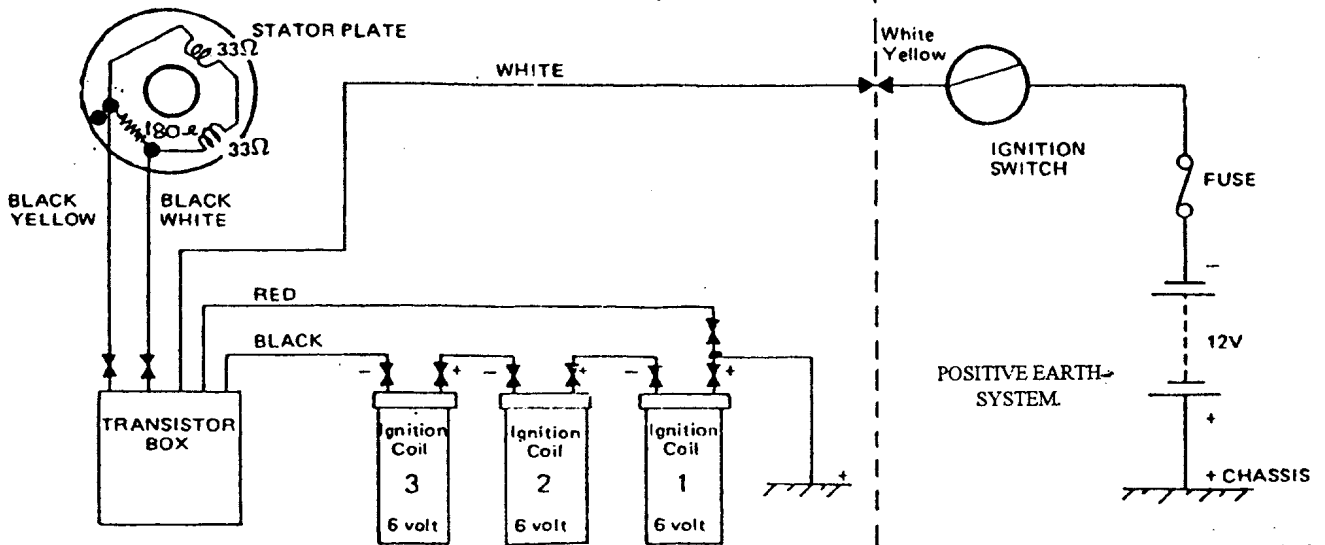 STATOR PLATE
33Ω
180Ω
33Ω
BLACK
YELLOW
BLACK
WHITE
WHITE
White
Yellow
IGNITION
SWITCH
FUSE
−
12V
+
POSITIVE EARTH
SYSTEM.
+ CHASSIS
RED
BLACK
TRANSISTOR
BOX
− + − + − +
Ignition
Coil
3
6 volt
Ignition
Coil
2
6 volt
Ignition
Coil
1
6 volt
+